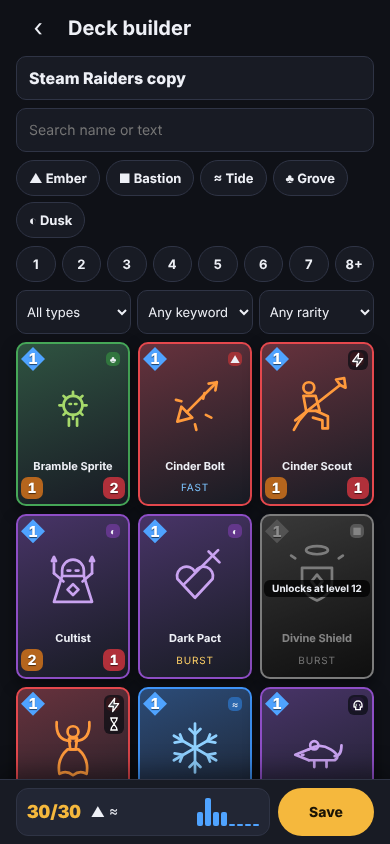 Deck builder
Steam Raiders copy
Search name or text
Ember
Bastion
Tide
Grove
Dusk
1 2 3 4 5 6 7 8+
All types
Any keyword
Any rarity
1 1 1
Bramble Sprite
Cinder Bolt
Cinder Scout
1 2
FAST
1 1
1 1 1
Unlocks at level 12
Cultist
Dark Pact
Divine Shield
2 1
BURST
BURST
1 1 1
30/30
Save